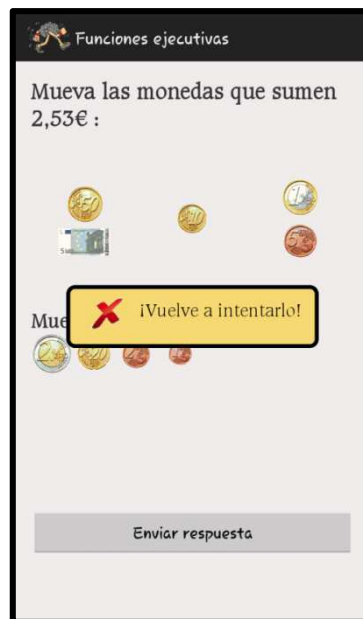 Funciones ejecutivas
Mueva las monedas que sumen
2,53€ :
¡Vuelve a intentarlo!
Mue
Enviar respuesta